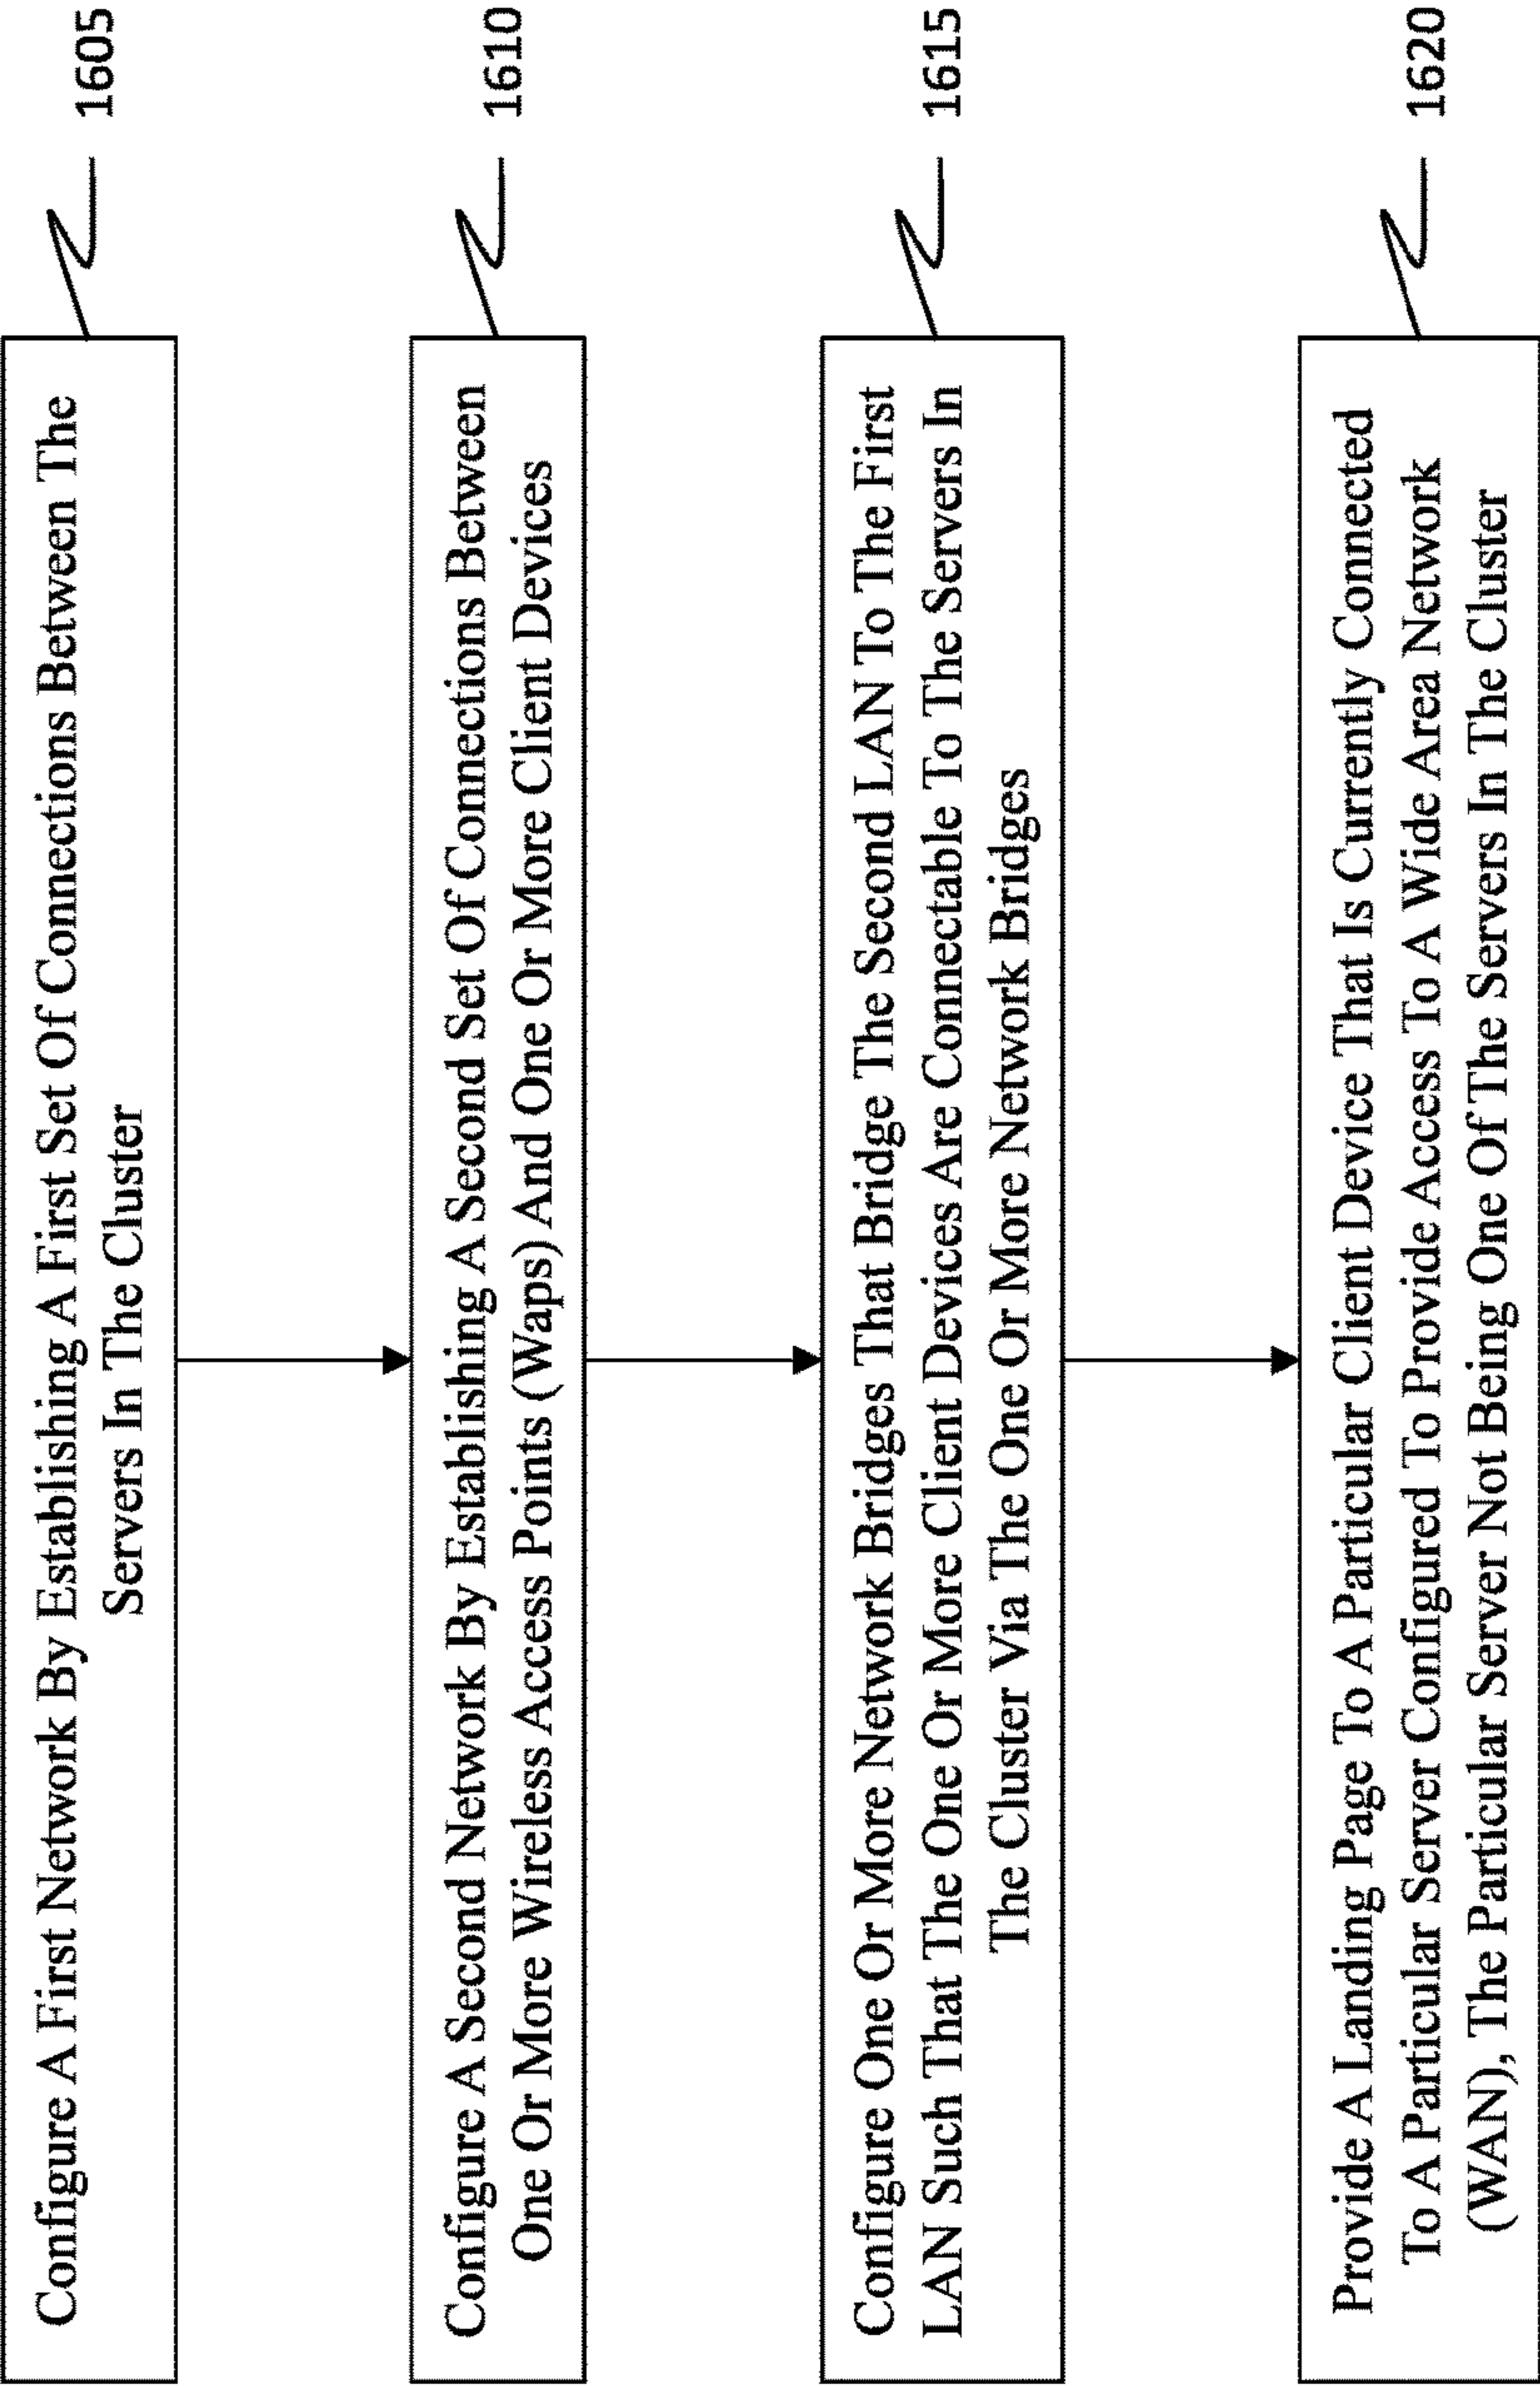 Configure A First Network By Establishing A First Set Of Connections Between The
Servers In The Cluster
1605
Configure A Second Network By Establishing A Second Set Of Connections Between
One Or More Wireless Access Points (Waps) And One Or More Client Devices
1610
Configure One Or More Network Bridges That Bridge The Second LAN To The First
LAN Such That The One Or More Client Devices Are Connectable To The Servers In
The Cluster Via The One Or More Network Bridges
1615
Provide A Landing Page To A Particular Client Device That Is Currently Connected
To A Particular Server Configured To Provide Access To A Wide Area Network
(WAN), The Particular Server Not Being One Of The Servers In The Cluster
1620